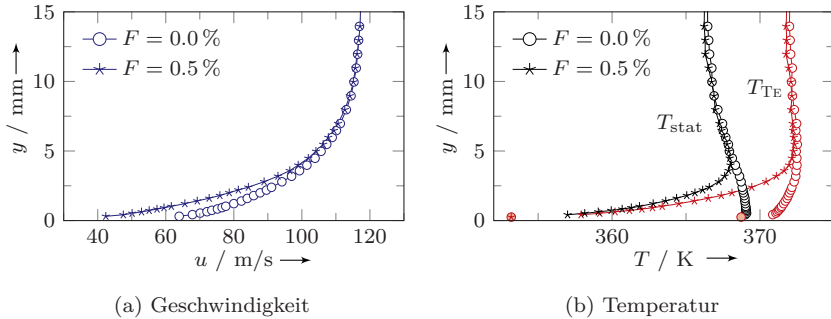 F = 0.0 %
F = 0.5 %
y / mm
15
10
5
0
40
60
80
100
120
u / m/s
(a) Geschwindigkeit
F = 0.0 %
F = 0.5 %
T_TE
T_stat
y / mm
15
10
5
0
360
370
T / K
(b) Temperatur